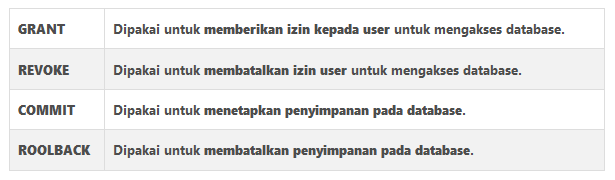 GRANT Dipakai untuk memberikan izin kepada user untuk mengakses database.
REVOKE Dipakai untuk membatalkan izin user untuk mengakses database.
COMMIT Dipakai untuk menetapkan penyimpanan pada database.
ROOLBACK Dipakai untuk membatalkan penyimpanan pada database.